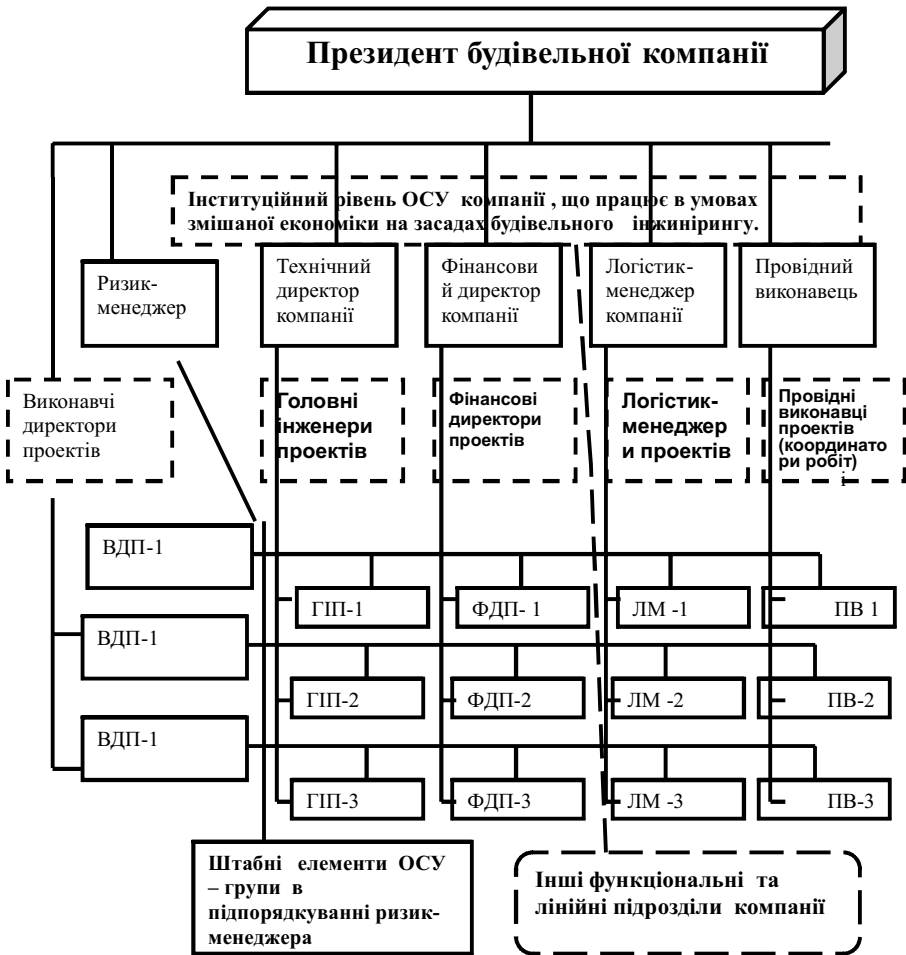 Президент будівельної компанії
Інституційний рівень ОСУ компанії , що працює в умовах
змішаної економіки на засадах будівельного інжинірингу.
Ризик-
менеджер
Технічний
директор
компанії
Фінансови
й директор
компанії
Логістик-
менеджер
компанії
Провідний
виконавець
Виконавчі
директори
проектів
Головні
інженери
проектів
Фінансові
директори
проектів
Логістик-
менеджер
и проектів
Провідні
виконавці
проектів
(координато
ри робіт)
і
ВДП-1
ГІП-1
ФДП- 1
ЛМ -1
ПВ 1
ВДП-1
ГІП-2
ФДП-2
ЛМ -2
ПВ-2
ВДП-1
ГІП-3
ФДП-3
ЛМ -3
ПВ-3
Штабні елементи ОСУ
– групи в
підпорядкуванні ризик-
менеджера
Інші функціональні та
лінійні підрозділи компанії